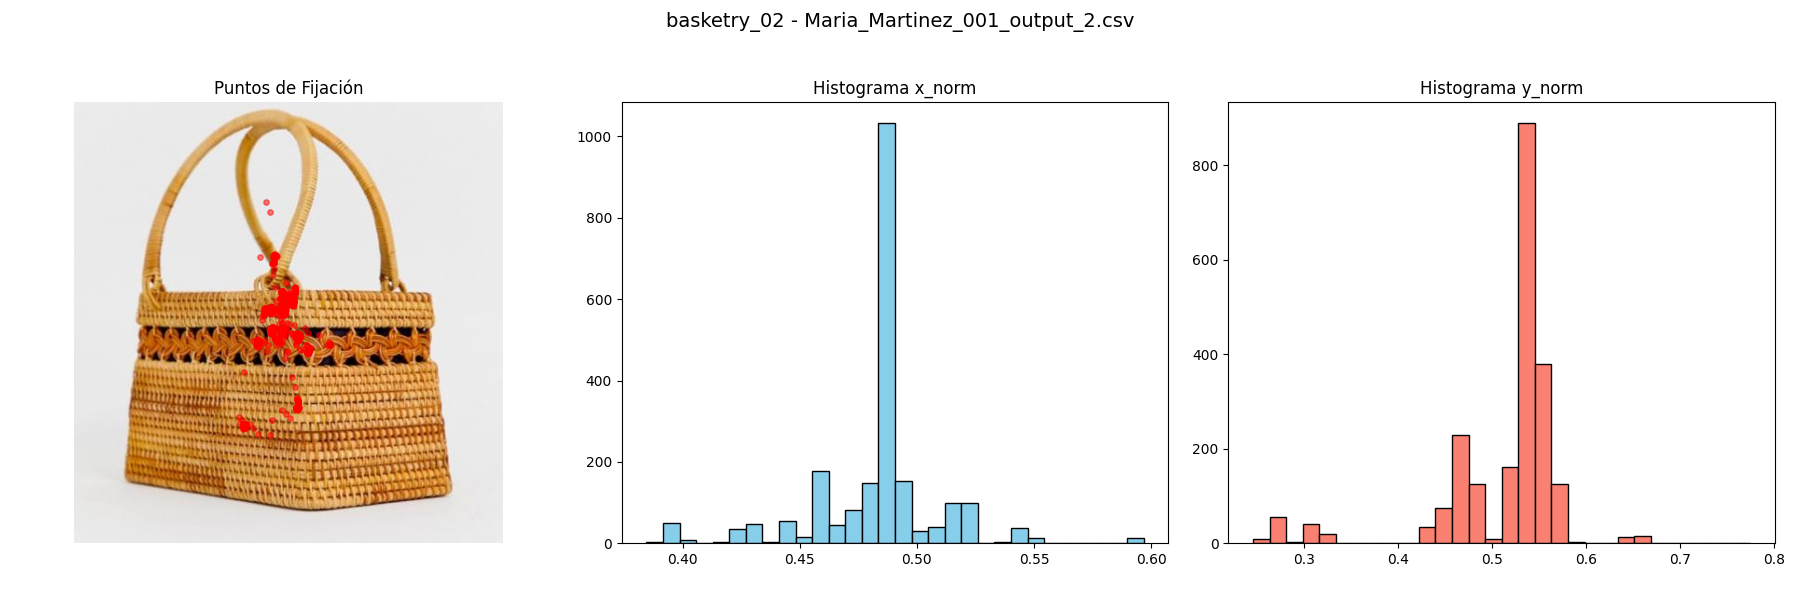 basketry_02 - Maria_Martinez_001_output_2.csv
Puntos de Fijación
Histograma x_norm
1000
800
600
400
200
0
0.40 0.45 0.50 0.55 0.60
Histograma y_norm
800
600
400
200
0
0.3 0.4 0.5 0.6 0.7 0.8